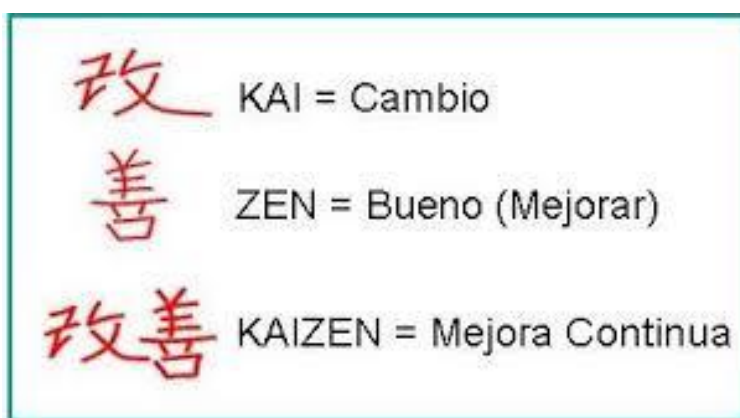 改 KAI = Cambio
善 ZEN = Bueno (Mejorar)
改善 KAIZEN = Mejora Continua